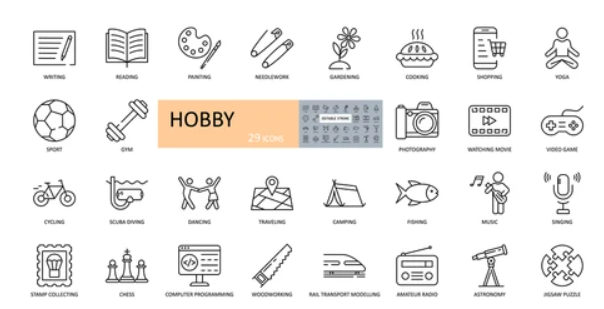 WRITING
READING
PAINTING
NEEDLEWORK
GARDENING
COOKING
SHOPPING
YOGA
SPORT
GYM
HOBBY
29 ICONS
EDITABLE STROKE
PHOTOGRAPHY
WATCHING MOVIE
VIDEO GAME
CYCLING
SCUBA DIVING
DANCING
TRAVELING
CAMPING
FISHING
MUSIC
SINGING
STAMP COLLECTING
CHESS
COMPUTER PROGRAMMING
WOODWORKING
RAIL TRANSPORT MODELLING
AMATEUR RADIO
ASTRONOMY
JIGSAW PUZZLE